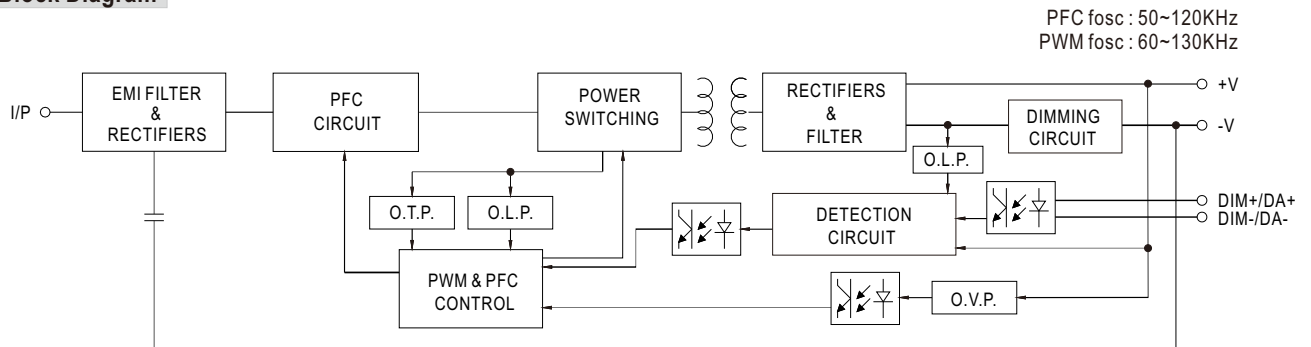 Block Diagram
PFC fosc : 50~120KHz
PWM fosc : 60~130KHz
I/P
EMI FILTER
&
RECTIFIERS
PFC
CIRCUIT
POWER
SWITCHING
RECTIFIERS
&
FILTER
DIMMING
CIRCUIT
+V
-V
O.L.P.
O.T.P.
O.L.P.
DETECTION
CIRCUIT
DIM+/DA+
DIM-/DA-
PWM & PFC
CONTROL
O.V.P.